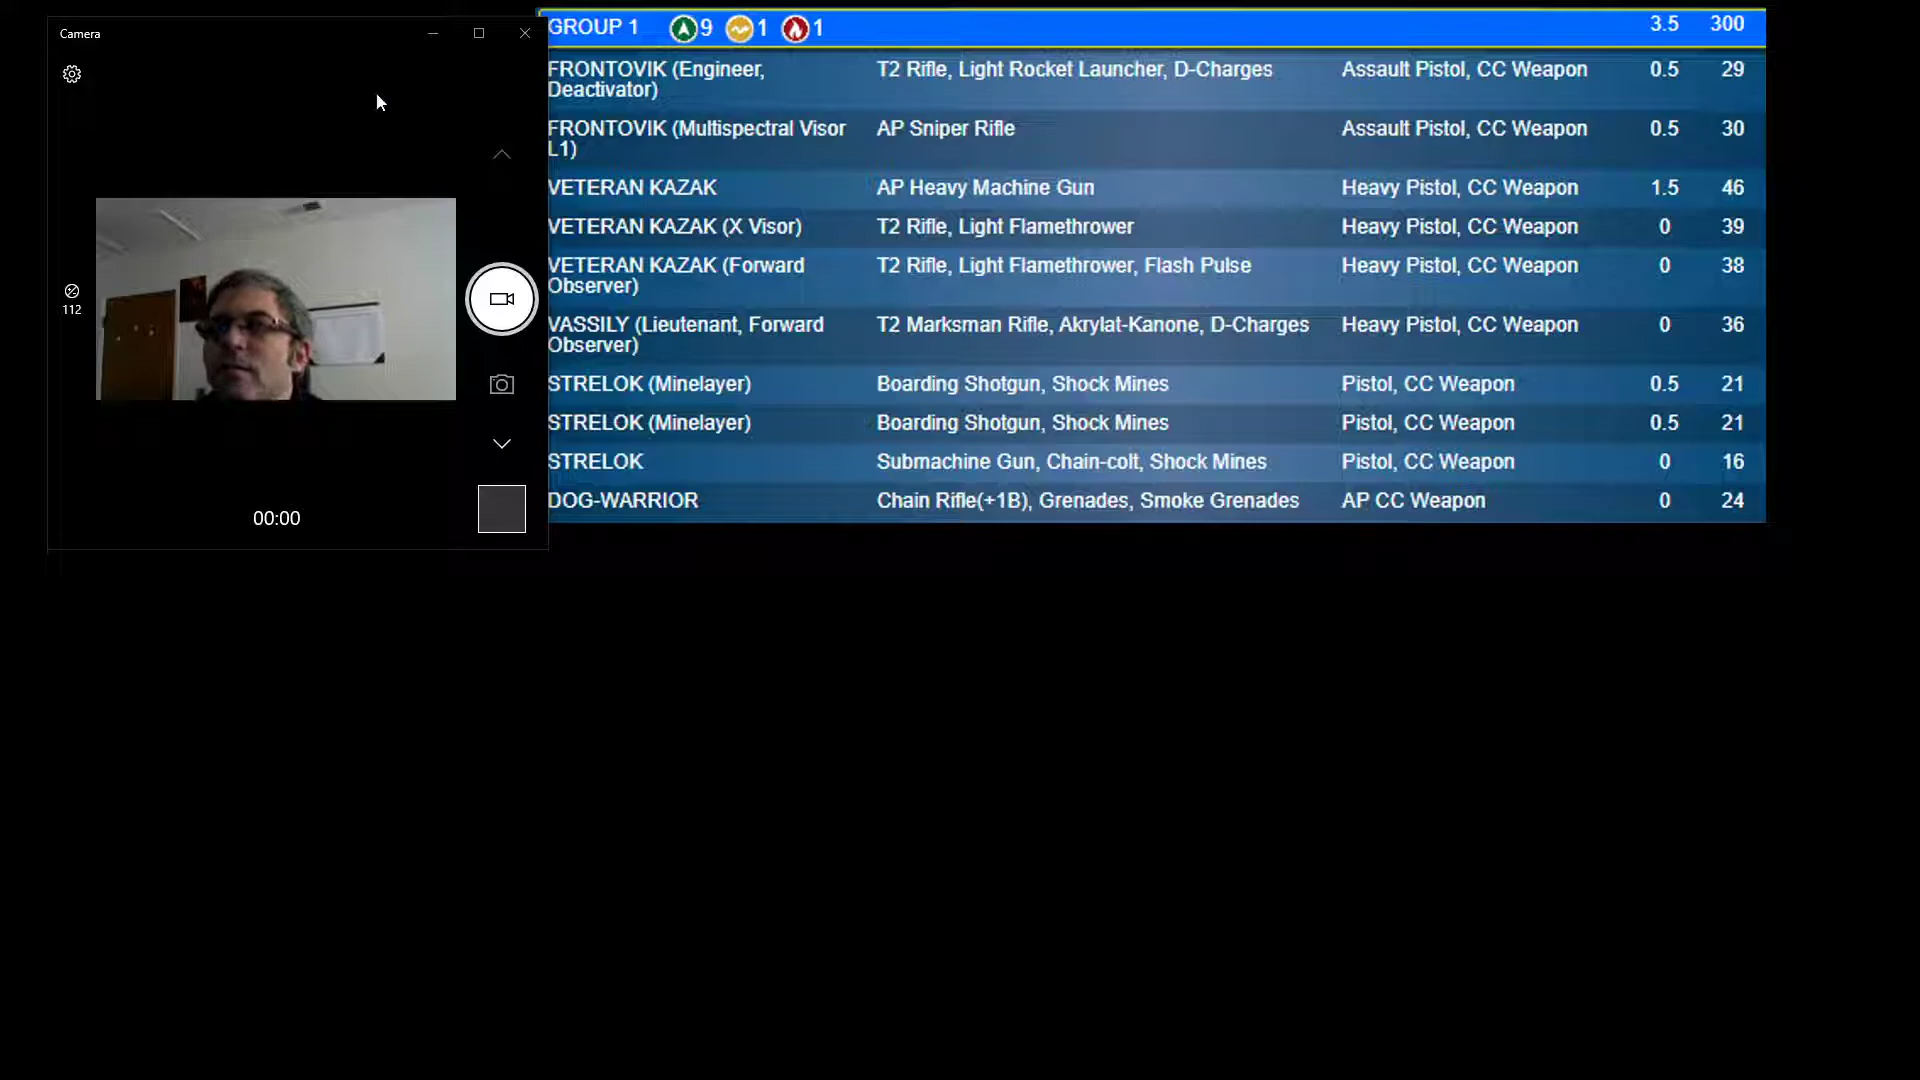 Camera
GROUP 1 9 1 1 3.5 300
FRONTOVIK (Engineer, Deactivator) T2 Rifle, Light Rocket Launcher, D-Charges Assault Pistol, CC Weapon 0.5 29
FRONTOVIK (Multispectral Visor L1) AP Sniper Rifle Assault Pistol, CC Weapon 0.5 30
VETERAN KAZAK AP Heavy Machine Gun Heavy Pistol, CC Weapon 1.5 46
VETERAN KAZAK (X Visor) T2 Rifle, Light Flamethrower Heavy Pistol, CC Weapon 0 39
VETERAN KAZAK (Forward Observer) T2 Rifle, Light Flamethrower, Flash Pulse Heavy Pistol, CC Weapon 0 38
VASSILY (Lieutenant, Forward Observer) T2 Marksman Rifle, Akrylat-Kanone, D-Charges Heavy Pistol, CC Weapon 0 36
STRELOK (Minelayer) Boarding Shotgun, Shock Mines Pistol, CC Weapon 0.5 21
STRELOK (Minelayer) Boarding Shotgun, Shock Mines Pistol, CC Weapon 0.5 21
STRELOK Submachine Gun, Chain-colt, Shock Mines Pistol, CC Weapon 0 16
DOG-WARRIOR Chain Rifle(+1B), Grenades, Smoke Grenades AP CC Weapon 0 24
112
00:00